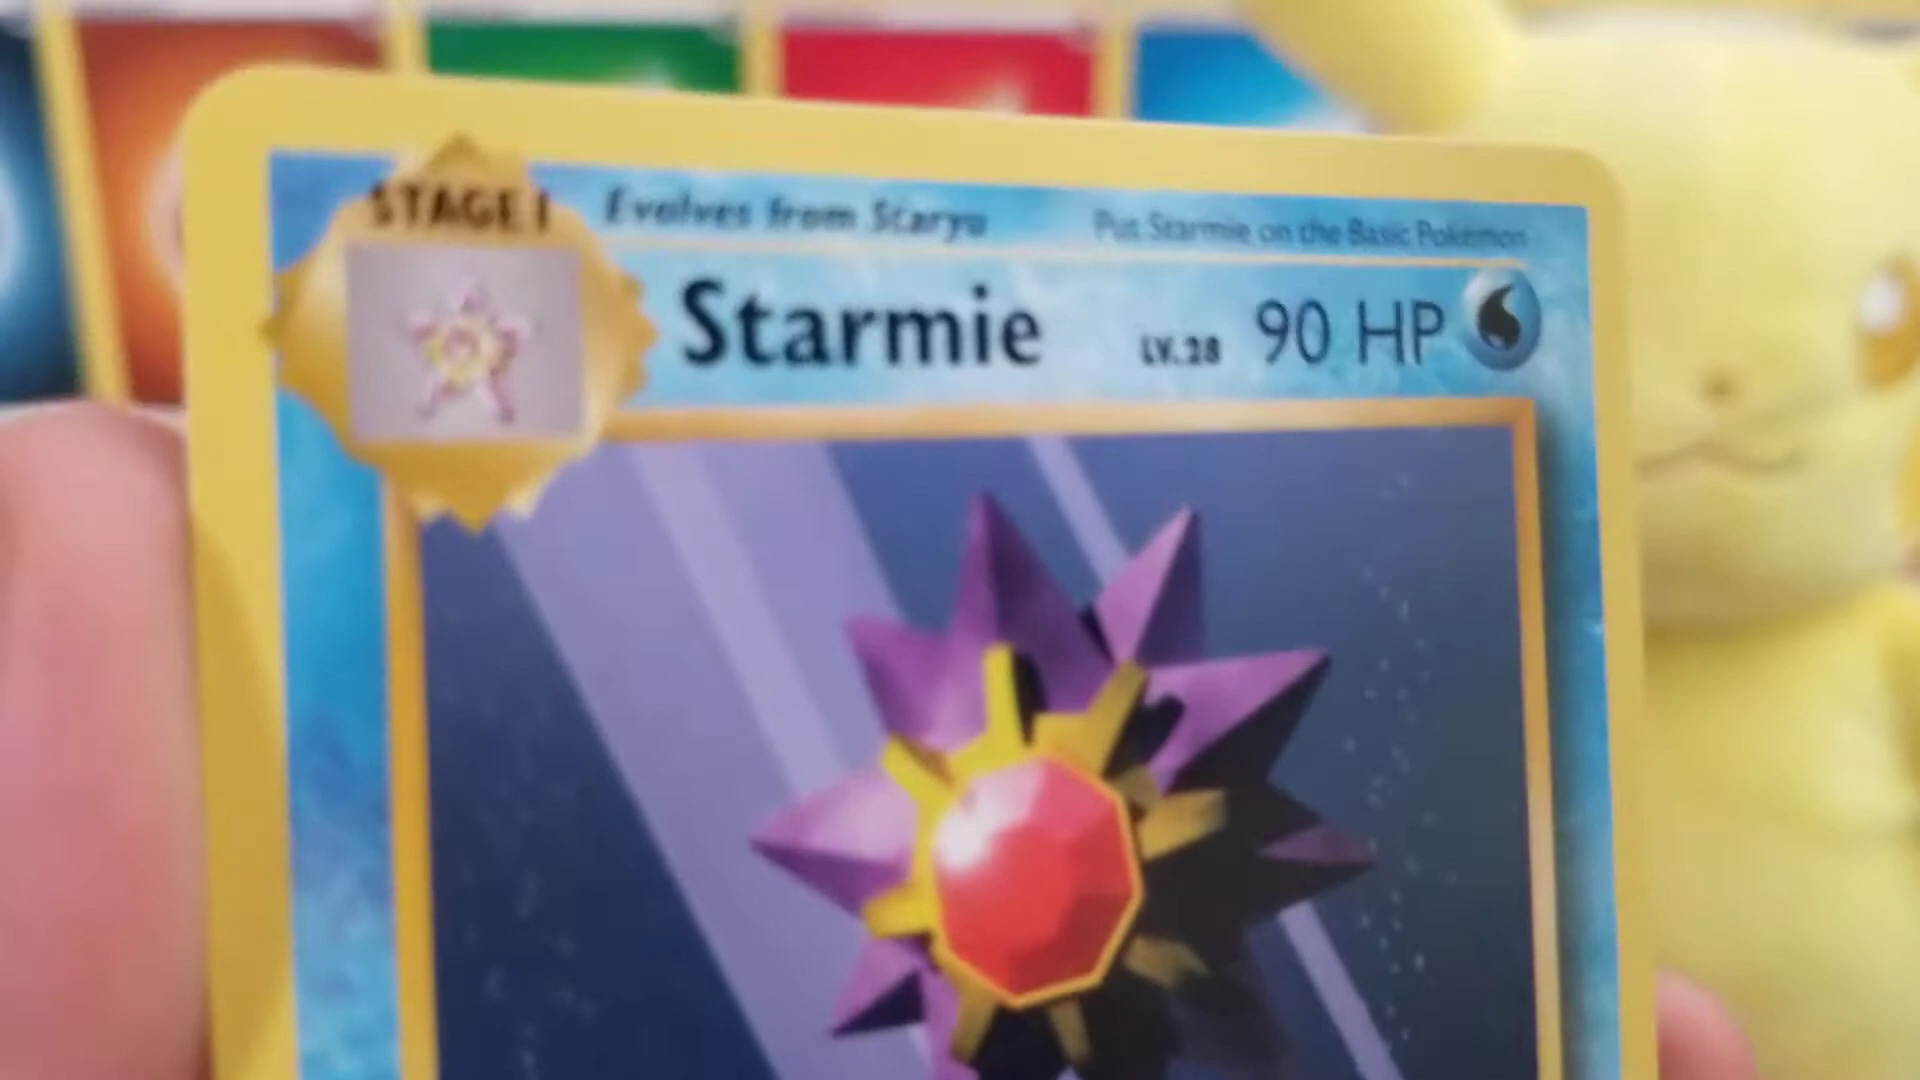 STAGE 1 Evolves from Staryu Put Starmie on the Basic Pokémon
Starmie LV.28 90 HP